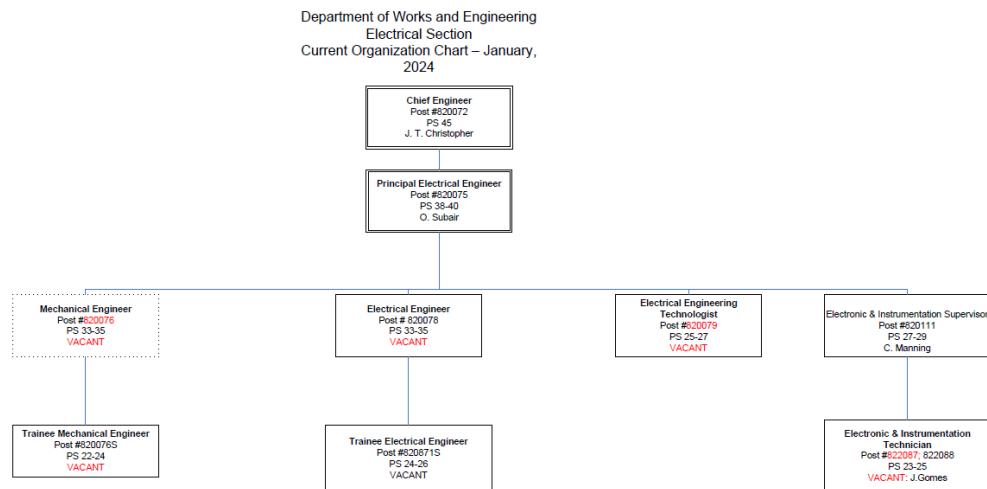 Department of Works and Engineering
Electrical Section
Current Organization Chart – January,
2024
Chief Engineer
Post #820072
PS 45
J. T. Christopher
Principal Electrical Engineer
Post #820075
PS 38-40
O. Subair
Mechanical Engineer
Post #820076
PS 33-35
VACANT
Electrical Engineer
Post # 820078
PS 33-35
VACANT
Electrical Engineering
Technologist
Post #820079
PS 25-27
VACANT
Electronic & Instrumentation Supervisor
Post #820111
PS 27-29
C. Manning
Trainee Mechanical Engineer
Post #820076S
PS 22-24
VACANT
Trainee Electrical Engineer
Post #820871S
PS 24-26
VACANT
Electronic & Instrumentation
Technician
Post #822087; 822088
PS 23-25
VACANT: J.Gomes